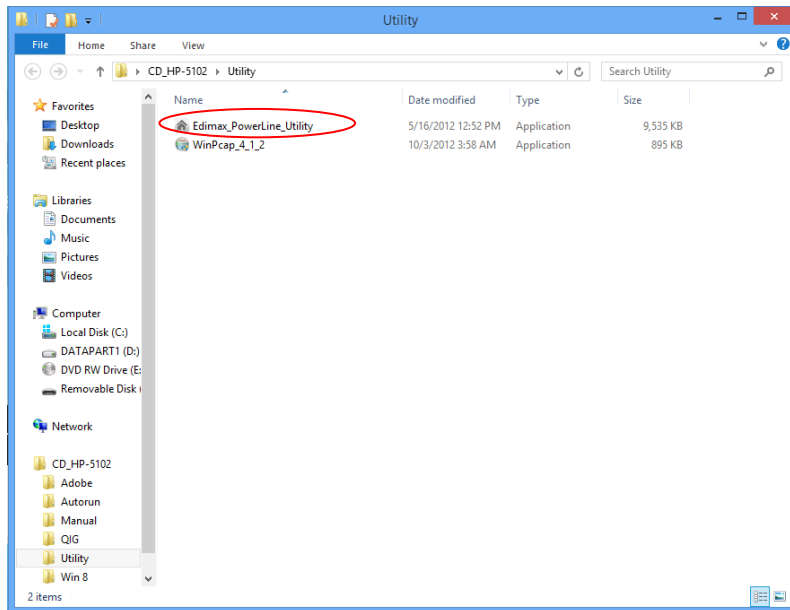 Utility
File Home Share View
CD_HP-5102 Utility Search Utility
Name Date modified Type Size
Edimax_PowerLine_Utility 5/16/2012 12:52 PM Application 9,535 KB
WinPcap_4_1_2 10/3/2012 3:58 AM Application 895 KB
Favorites
Desktop
Downloads
Recent places
Libraries
Documents
Music
Pictures
Videos
Computer
Local Disk (C:)
DATAPART1 (D:)
DVD RW Drive (E:
Removable Disk (
Network
CD_HP-5102
Adobe
Autorun
Manual
QIG
Utility
Win 8
2 items